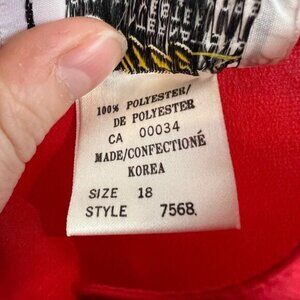 100% POLYESTER/
DE POLYESTER
CA 00034
MADE/CONFECTIONÉ
KOREA
SIZE 18
STYLE 7568